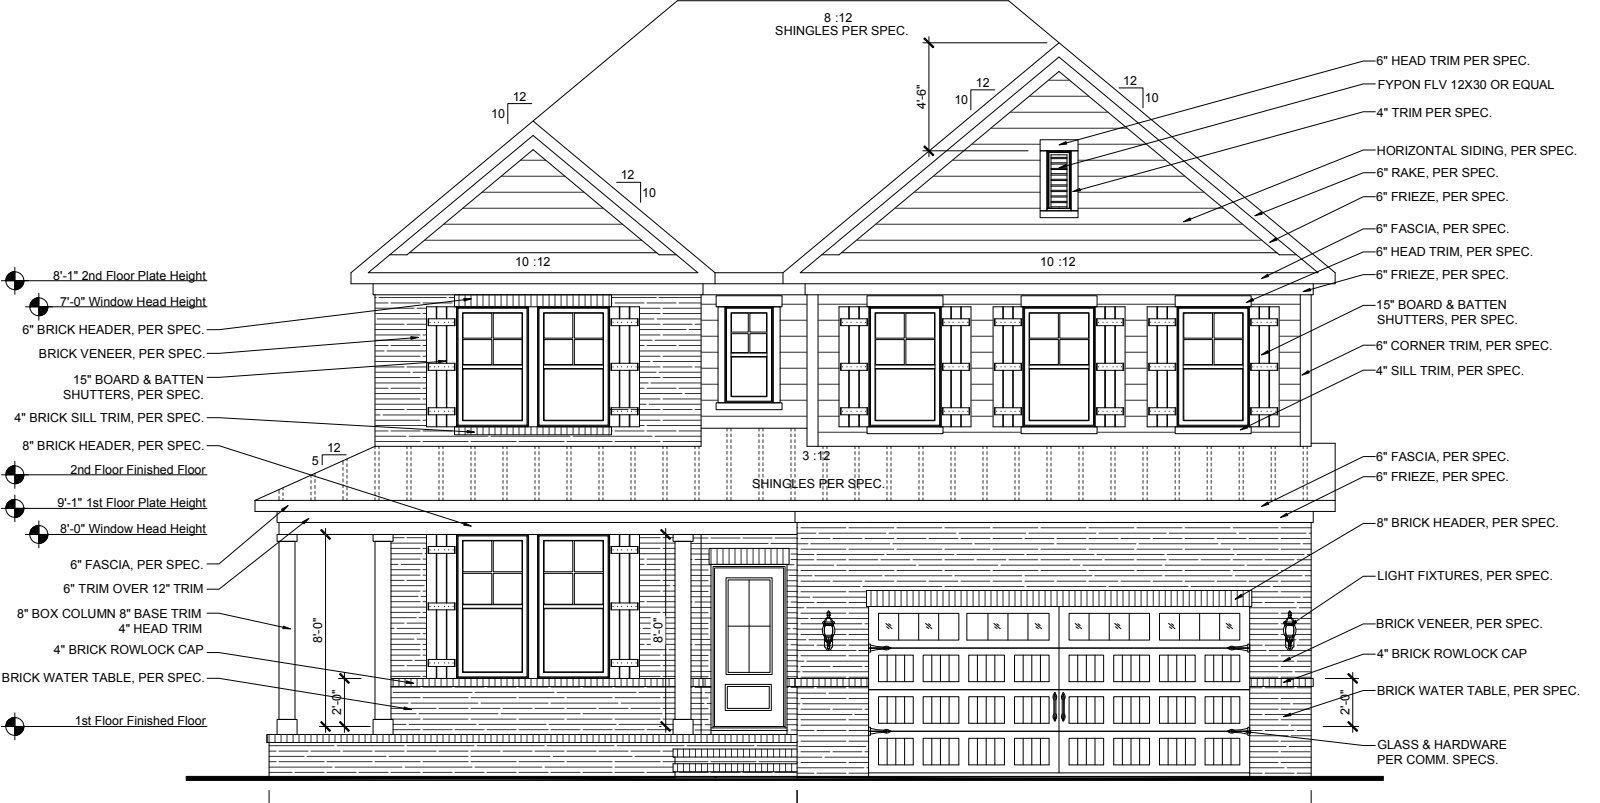 8 :12
SHINGLES PER SPEC.
4'-6"
12
10
12
10
12
10
12
10
10 :12
10 :12
8'-1" 2nd Floor Plate Height
7'-0" Window Head Height
6" BRICK HEADER, PER SPEC.
BRICK VENEER, PER SPEC.
15" BOARD & BATTEN
SHUTTERS, PER SPEC.
4" BRICK SILL TRIM, PER SPEC.
8" BRICK HEADER, PER SPEC.
12
5
2nd Floor Finished Floor
9'-1" 1st Floor Plate Height
8'-0" Window Head Height
6" FASCIA, PER SPEC.
6" TRIM OVER 12" TRIM
8" BOX COLUMN 8" BASE TRIM
4" HEAD TRIM
4" BRICK ROWLOCK CAP
BRICK WATER TABLE, PER SPEC.
1st Floor Finished Floor
3 :12
SHINGLES PER SPEC.
8'-0"
2'-0"
8'-0"
6" HEAD TRIM PER SPEC.
FYPON FLV 12X30 OR EQUAL
4" TRIM PER SPEC.
HORIZONTAL SIDING, PER SPEC.
6" RAKE, PER SPEC.
6" FRIEZE, PER SPEC.
6" FASCIA, PER SPEC.
6" HEAD TRIM, PER SPEC.
6" FRIEZE, PER SPEC.
15" BOARD & BATTEN
SHUTTERS, PER SPEC.
6" CORNER TRIM, PER SPEC.
4" SILL TRIM, PER SPEC.
6" FASCIA, PER SPEC.
6" FRIEZE, PER SPEC.
8" BRICK HEADER, PER SPEC.
LIGHT FIXTURES, PER SPEC.
BRICK VENEER, PER SPEC.
4" BRICK ROWLOCK CAP
BRICK WATER TABLE, PER SPEC.
2'-0"
GLASS & HARDWARE
PER COMM. SPECS.